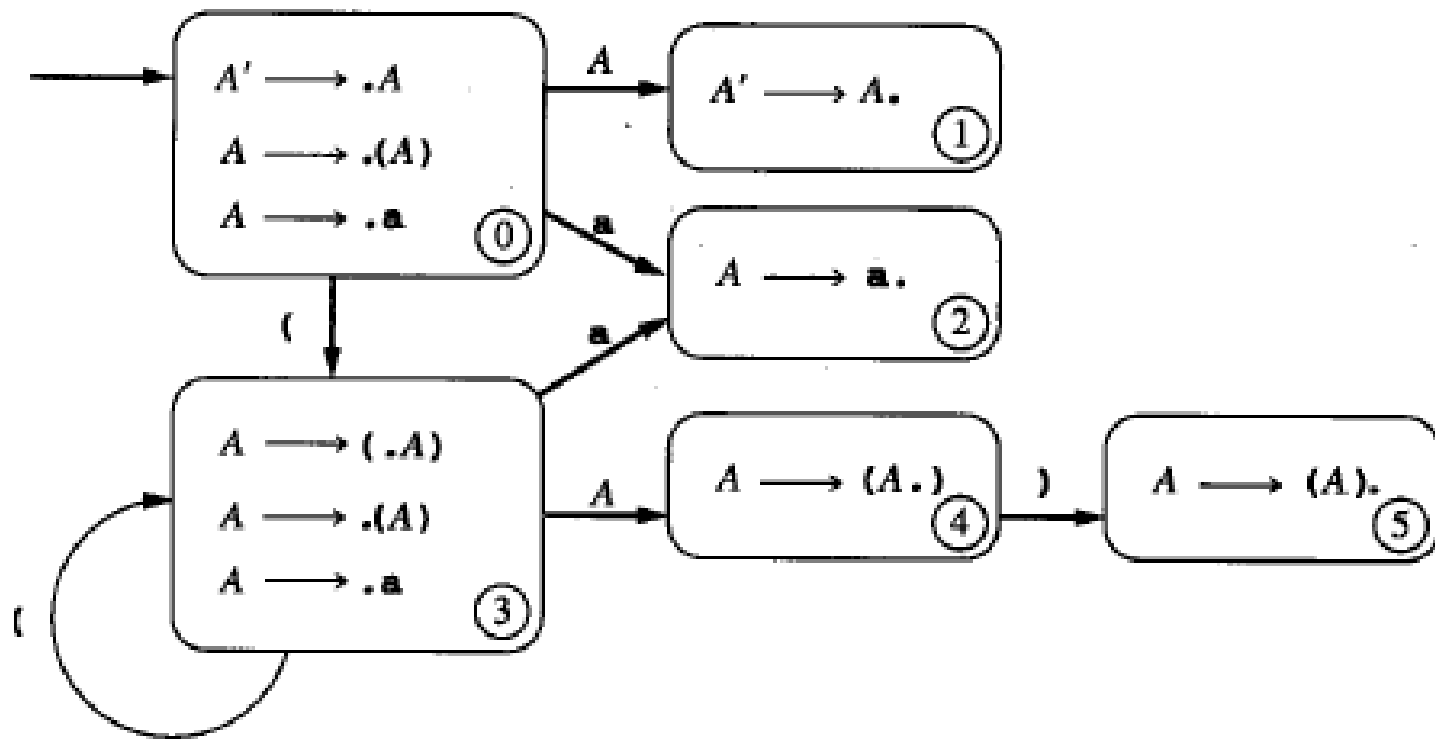 A' ⟶ .A
A ⟶ .(A)
A ⟶ .a
0
A
A' ⟶ A.
1
a
A ⟶ a.
2
(
a
A ⟶ (.A)
A ⟶ .(A)
A ⟶ .a
3
(
A
A ⟶ (A.)
4
)
A ⟶ (A).
5